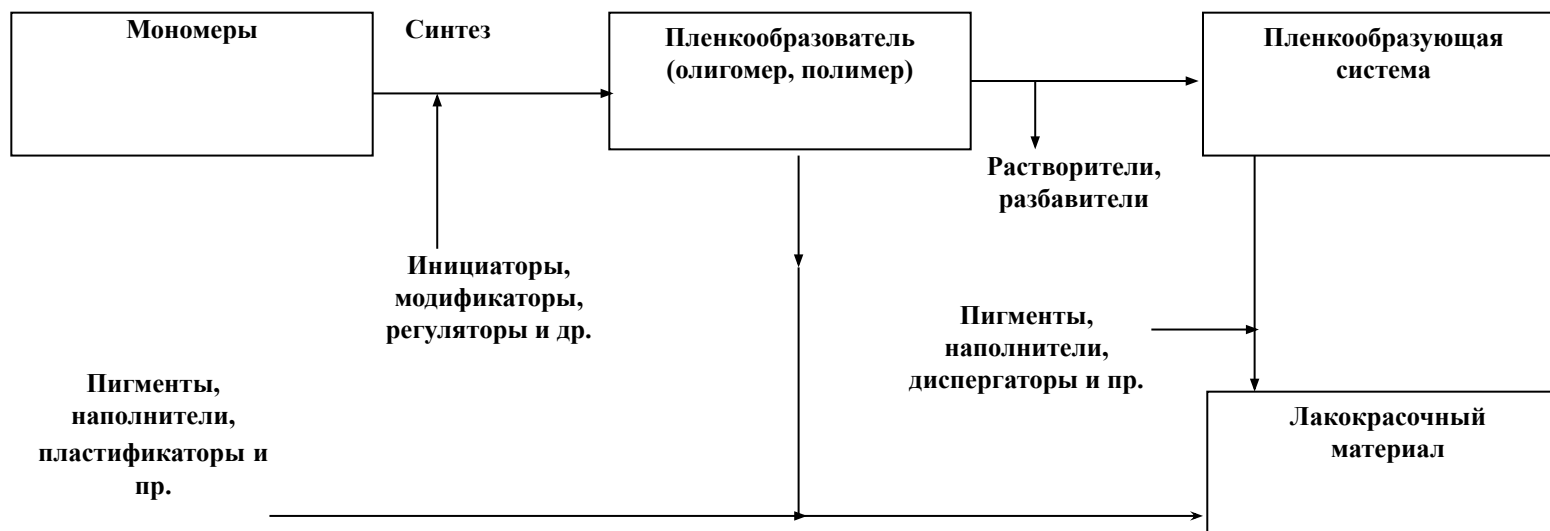 Мономеры
Синтез
Пленкообразователь
(олигомер, полимер)
Пленкообразующая
система
Растворители,
разбавители
Инициаторы,
модификаторы,
регуляторы и др.
Пигменты,
наполнители,
диспергаторы и пр.
Пигменты,
наполнители,
пластификаторы и
пр.
Лакокрасочный
материал